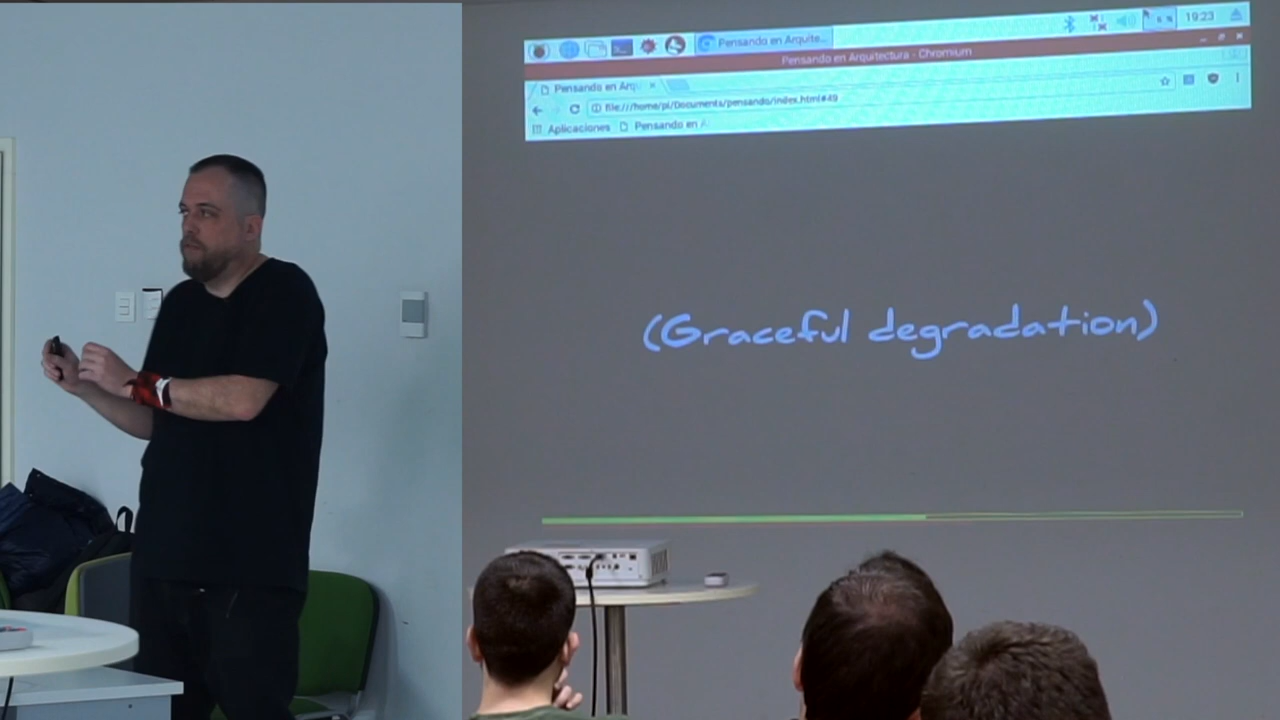 Pensando en Arquite...
19:23
Pensando en Arquitectura - Chromium
Pensando en Arq
file:///home/pi/Documents/pensando/index.html#49
Aplicaciones
Pensando en A
(Graceful degradation)